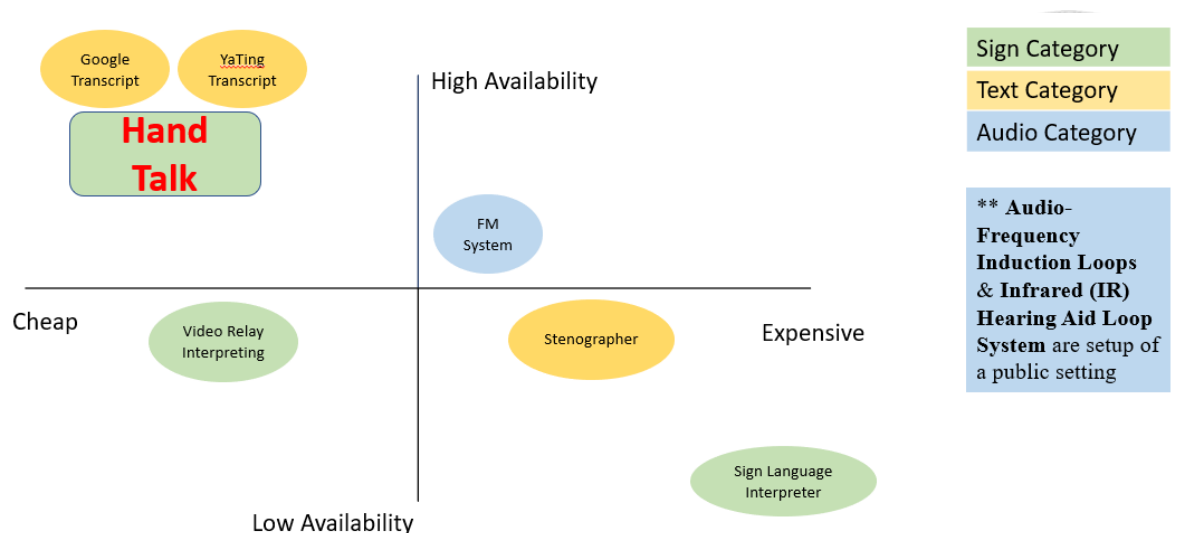 Google
Transcript
YaTing
Transcript
Hand
Talk
High Availability
FM
System
Cheap
Video Relay
Interpreting
Stenographer
Expensive
Sign Language
Interpreter
Low Availability
Sign Category
Text Category
Audio Category
** Audio-
Frequency
Induction Loops
& Infrared (IR)
Hearing Aid Loop
System are setup of
a public setting